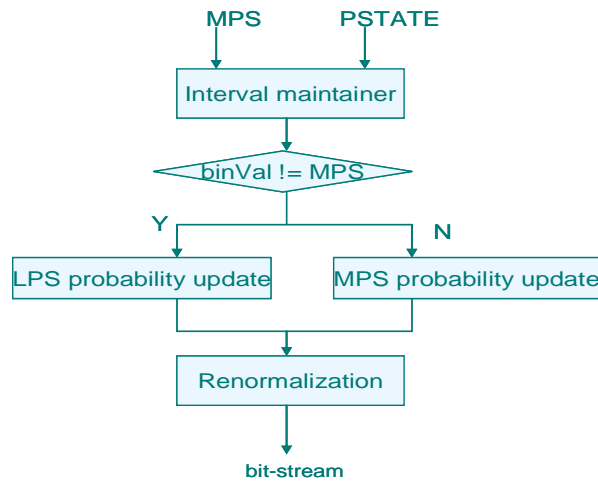 MPS PSTATE
Interval maintainer
binVal != MPS
Y N
LPS probability update MPS probability update
Renormalization
bit-stream